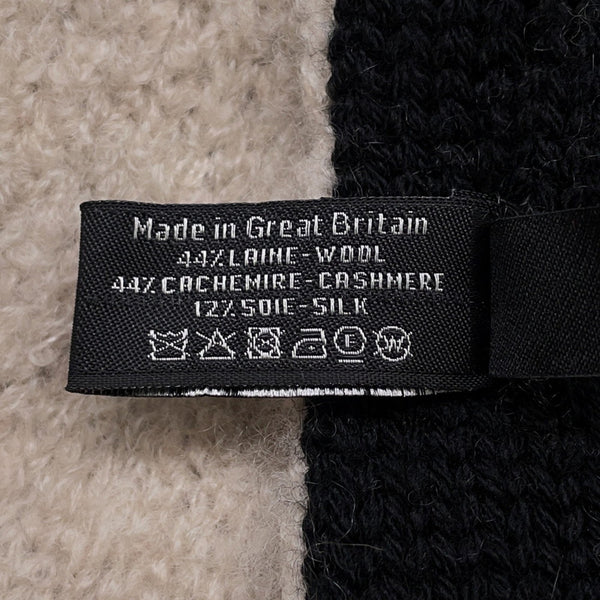 Made in Great Britain
44% LAINE-WOOL
44% CACHEMIRE-CASHMERE
12% SOIE-SILK
W